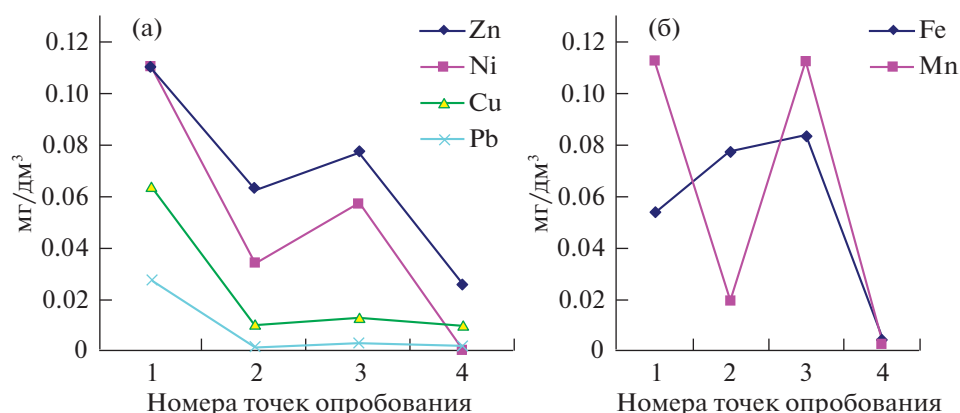 (а)
Zn
Ni
Cu
Pb
мг/дм³
0.12
0.10
0.08
0.06
0.04
0.02
0
1 2 3 4
Номера точек опробования
(б)
Fe
Mn
мг/дм³
0.12
0.10
0.08
0.06
0.04
0.02
0
1 2 3 4
Номера точек опробования